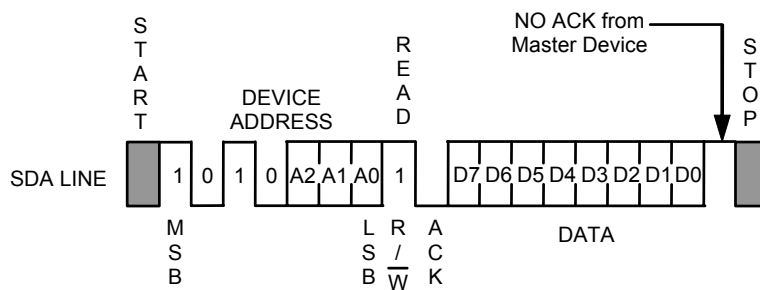 START
DEVICE
ADDRESS
READ
NO ACK from
Master Device
STOP
SDA LINE
1 0 1 0 A2 A1 A0 1 D7 D6 D5 D4 D3 D2 D1 D0
MSB
LSB
R/W̅
ACK
DATA